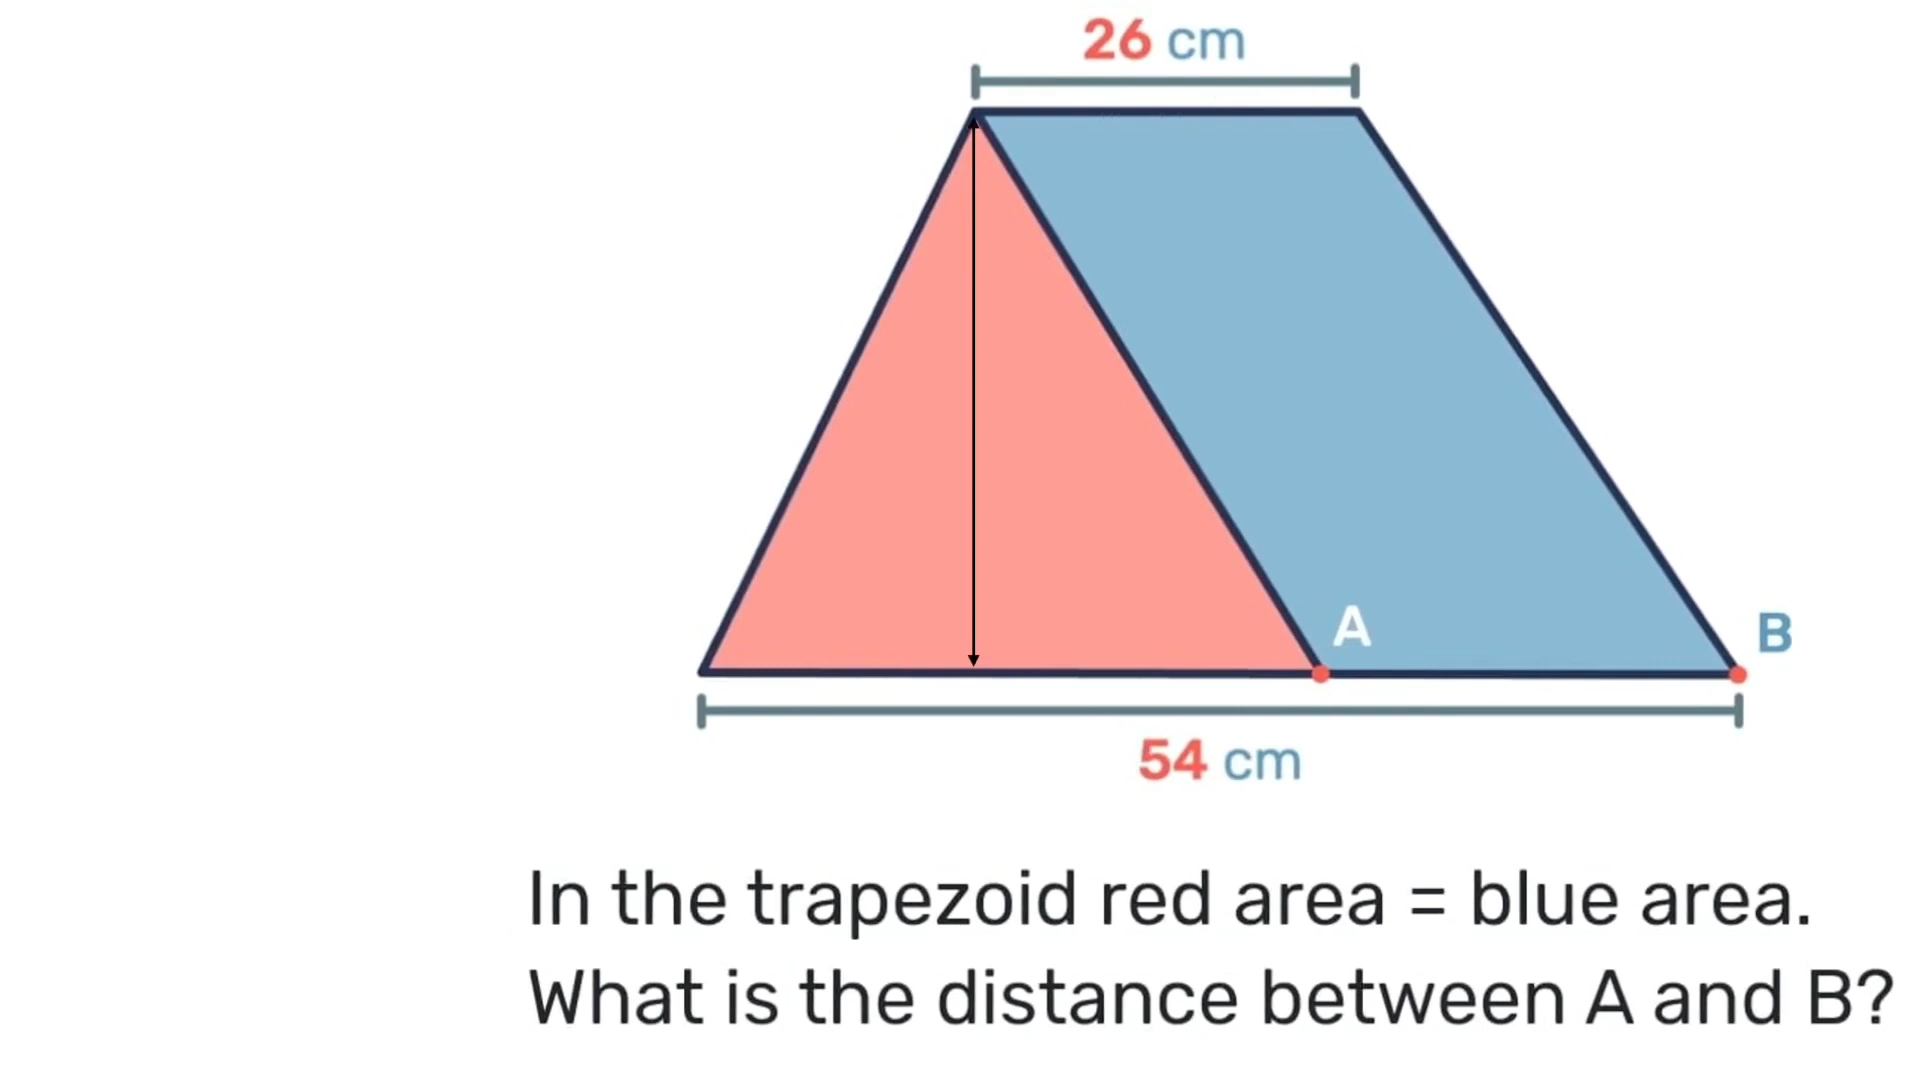 26 cm
A
B
54 cm
In the trapezoid red area = blue area.
What is the distance between A and B?